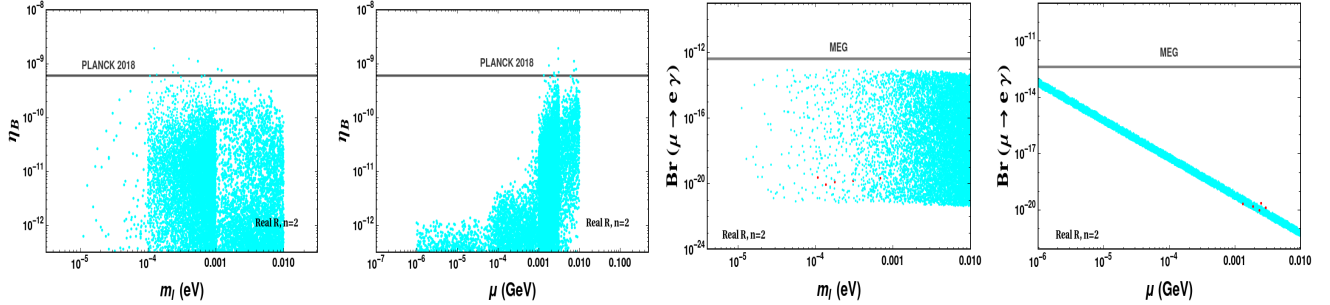 10⁻⁸
10⁻⁹
10⁻¹⁰
10⁻¹¹
10⁻¹²
η_B
PLANCK 2018
Real R, n=2
10⁻⁵
10⁻⁴
0.001
0.010
m_l (eV)
10⁻⁸
10⁻⁹
10⁻¹⁰
10⁻¹¹
10⁻¹²
η_B
PLANCK 2018
Real R, n=2
10⁻⁷
10⁻⁶
10⁻⁵
10⁻⁴
0.001
0.010
0.100
μ (GeV)
10⁻¹²
10⁻¹⁶
10⁻²⁰
10⁻²⁴
Br (μ → e γ)
MEG
Real R, n=2
10⁻⁵
10⁻⁴
0.001
0.010
m_l (eV)
10⁻¹¹
10⁻¹⁴
10⁻¹⁷
10⁻²⁰
Br (μ → e γ)
MEG
Real R, n=2
10⁻⁶
10⁻⁵
10⁻⁴
0.001
0.010
μ (GeV)